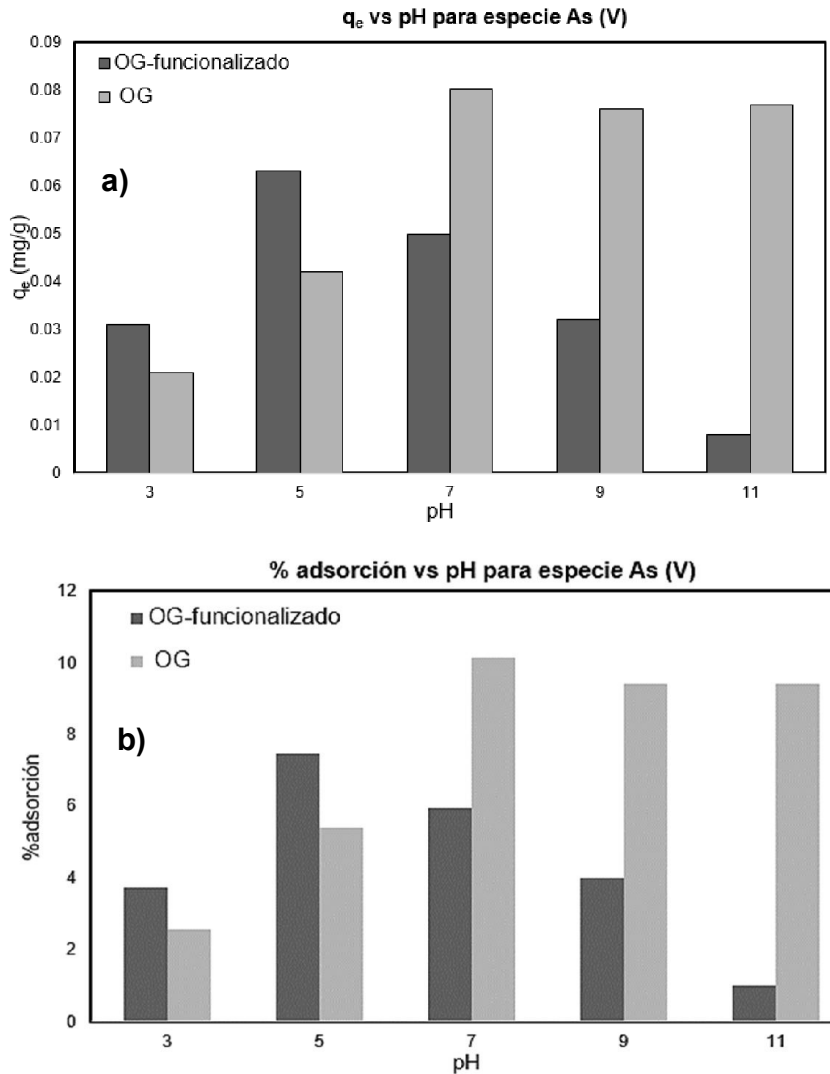 qe vs pH para especie As (V)
0.09
0.08
0.07
0.06
0.05
0.04
0.03
0.02
0.01
0
qe (mg/g)
OG-funcionalizado
OG
a)
3 5 7 9 11
pH
% adsorción vs pH para especie As (V)
12
10
8
6
4
2
0
%adsorción
OG-funcionalizado
OG
b)
3 5 7 9 11
pH